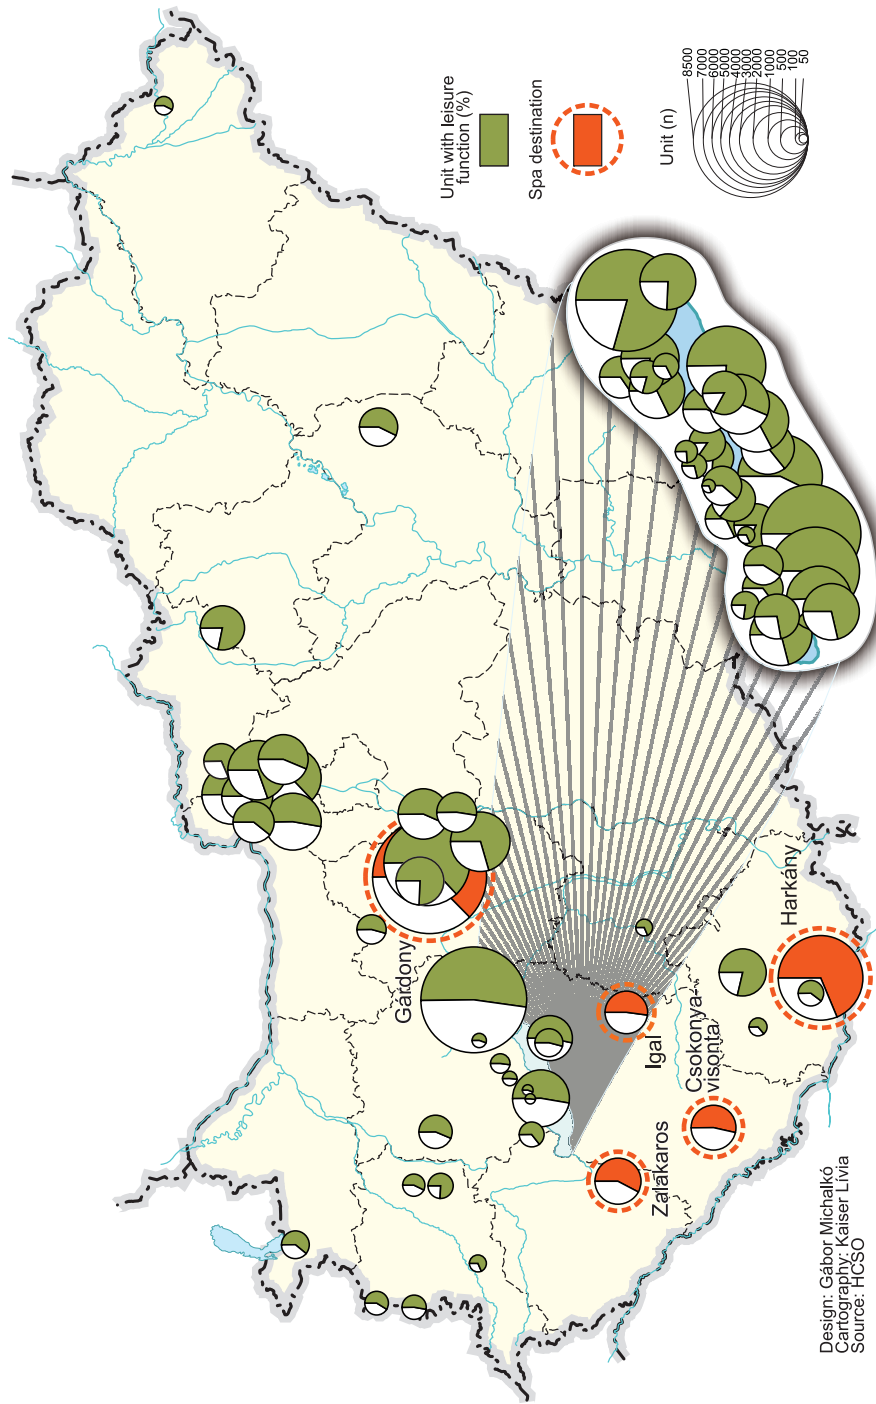 Unit with leisure
function (%)
Spa destination
Unit (n)
8500
7000
6000
5000
4000
3000
2000
1000
500
100
50
Gárdony
Igal
Csokonya-
visonta
Zalakáros
Harkány
Design: Gábor Michalkó
Cartography: Kaiser Lívia
Source: HCSO